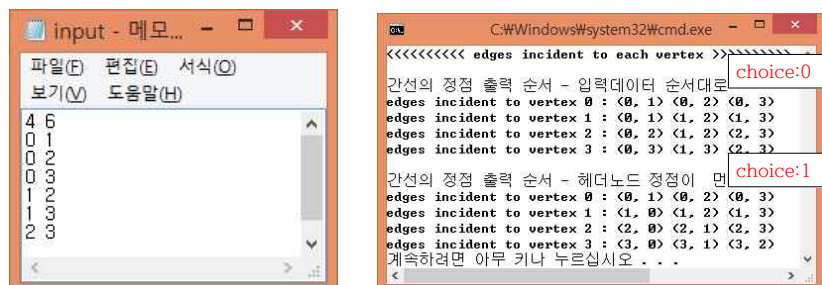 input - 메모...
파일(F) 편집(E) 서식(O)
보기(V) 도움말(H)
4 6
0 1
0 2
0 3
1 2
1 3
2 3
C:\Windows\system32\cmd.exe
<<<<<<<<<< edges incident to each vertex >>>>>>>>>>
choice:0
간선의 정점 출력 순서 - 입력데이터 순서대로
edges incident to vertex 0 : (0, 1) (0, 2) (0, 3)
edges incident to vertex 1 : (0, 1) (1, 2) (1, 3)
edges incident to vertex 2 : (0, 2) (1, 2) (2, 3)
edges incident to vertex 3 : (0, 3) (1, 3) (2, 3)
choice:1
간선의 정점 출력 순서 - 헤더노드 정점이 먼
edges incident to vertex 0 : (0, 1) (0, 2) (0, 3)
edges incident to vertex 1 : (1, 0) (1, 2) (1, 3)
edges incident to vertex 2 : (2, 0) (2, 1) (2, 3)
edges incident to vertex 3 : (3, 0) (3, 1) (3, 2)
계속하려면 아무 키나 누르십시오 . . .